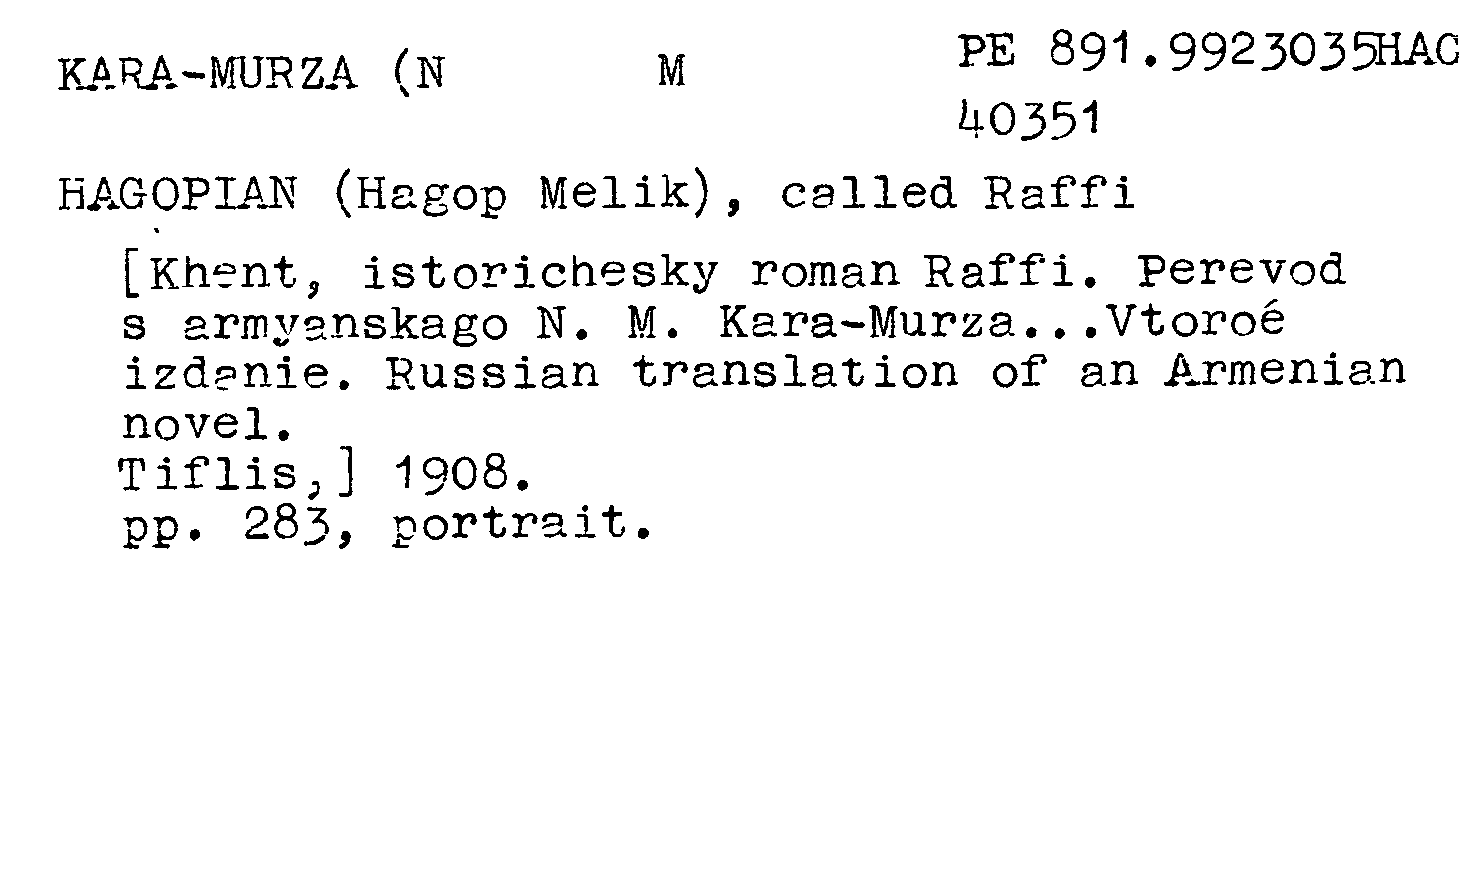 KARA-MURZA (N M
PE 891.9923035HAG
40351
HAGOPIAN (Hagop Melik), called Raffi
[Khent, istorichesky roman Raffi. Perevod
s armyanskago N. M. Kara-Murza...Vtoroé
izdanie. Russian translation of an Armenian
novel.
Tiflis,] 1908.
pp. 283, portrait.